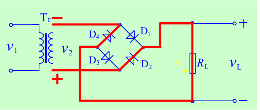 Tr −
D4 D1
+
v1 v2 RL vL
D3 D2
+ −